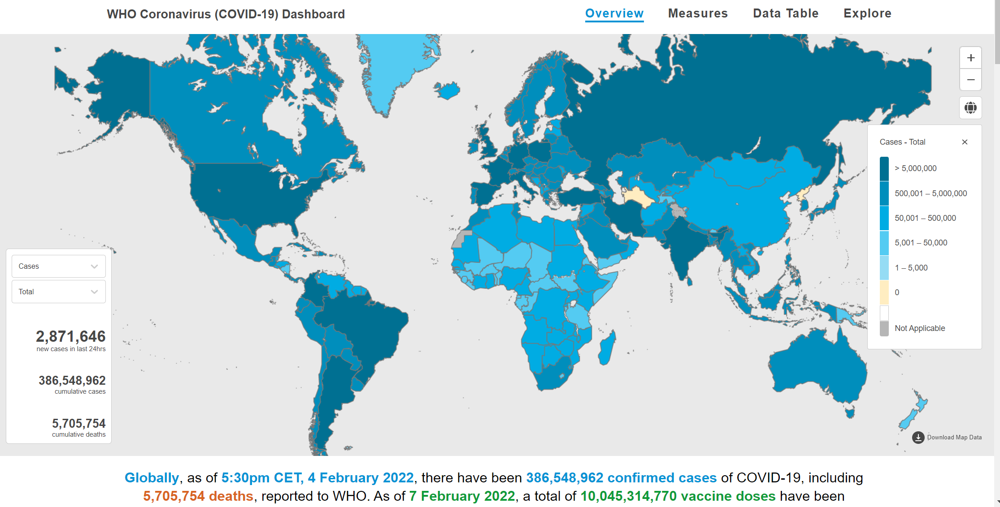 WHO Coronavirus (COVID-19) Dashboard
Overview
Measures
Data Table
Explore
+
−
Cases - Total
×
> 5,000,000
500,001 – 5,000,000
50,001 – 500,000
5,001 – 50,000
1 – 5,000
0
Not Applicable
Cases
Total
2,871,646
new cases in last 24hrs
386,548,962
cumulative cases
5,705,754
cumulative deaths
Download Map Data
Globally, as of 5:30pm CET, 4 February 2022, there have been 386,548,962 confirmed cases of COVID-19, including
5,705,754 deaths, reported to WHO. As of 7 February 2022, a total of 10,045,314,770 vaccine doses have been